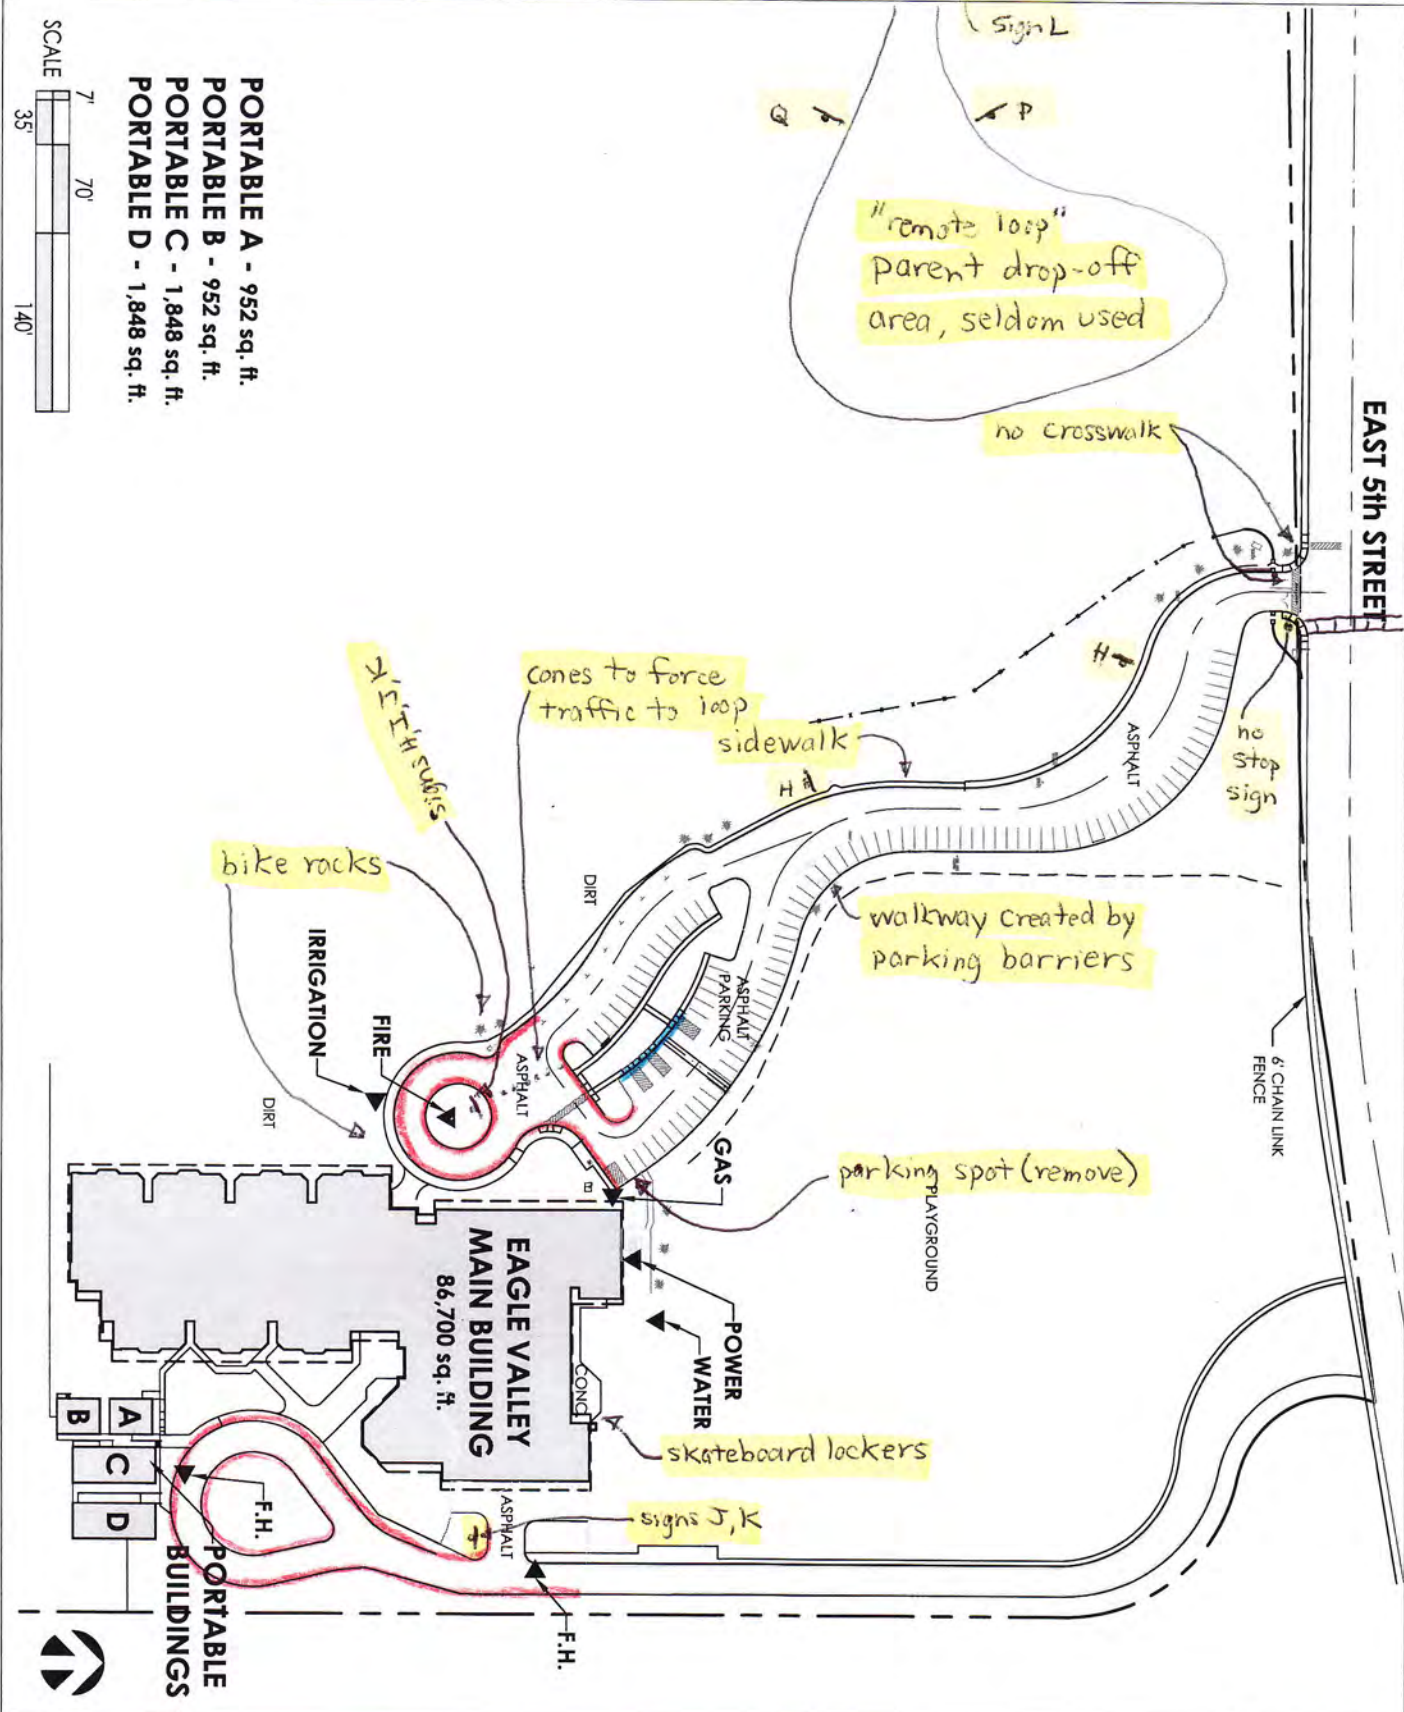 Sign L
P
Q
"remote loop"
parent drop-off
area, seldom used
no crosswalk
EAST 5th STREET
H
cones to force
traffic to loop
sidewalk
H
signs H,I,J,K
ASPHALT
no
stop
sign
bike racks
DIRT
walkway created by
parking barriers
ASPHALT
PARKING
6' CHAIN LINK
FENCE
IRRIGATION
FIRE
ASPHALT
DIRT
GAS
parking spot (remove)
PLAYGROUND
EAGLE VALLEY
MAIN BUILDING
86,700 sq. ft.
POWER
WATER
CONC
skateboard lockers
A
B
C
D
F.H.
ASPHALT
signs J, K
F.H.
PORTABLE
BUILDINGS
PORTABLE A - 952 sq. ft.
PORTABLE B - 952 sq. ft.
PORTABLE C - 1,848 sq. ft.
PORTABLE D - 1,848 sq. ft.
SCALE
7'
35'
70'
140'